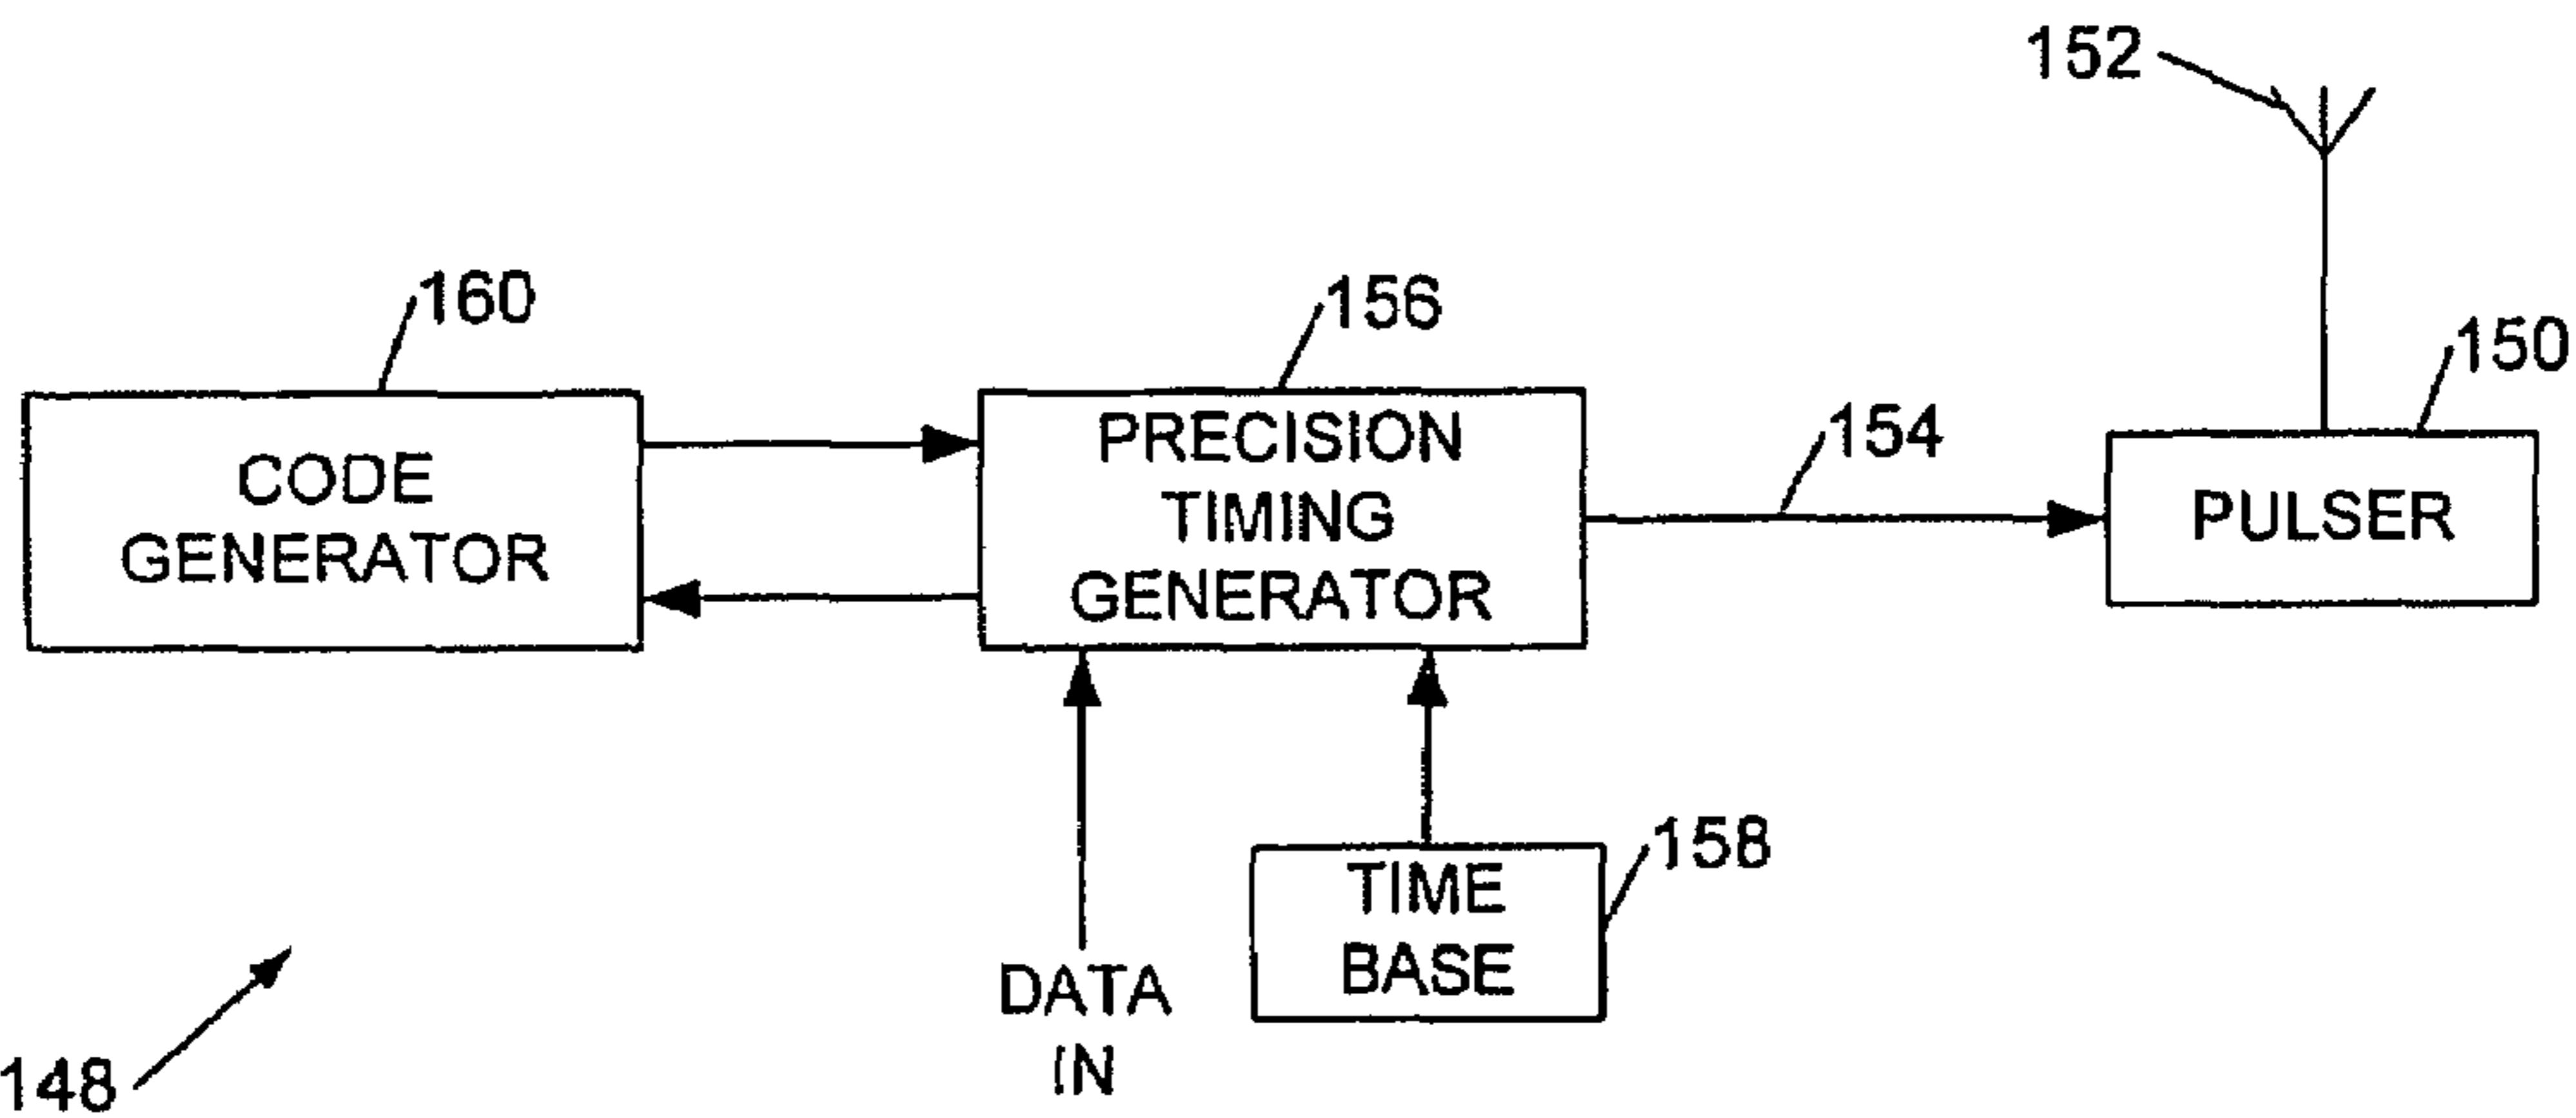 152
160
156
150
CODE
GENERATOR
PRECISION
TIMING
GENERATOR
154
PULSER
158
TIME
BASE
DATA
IN
148